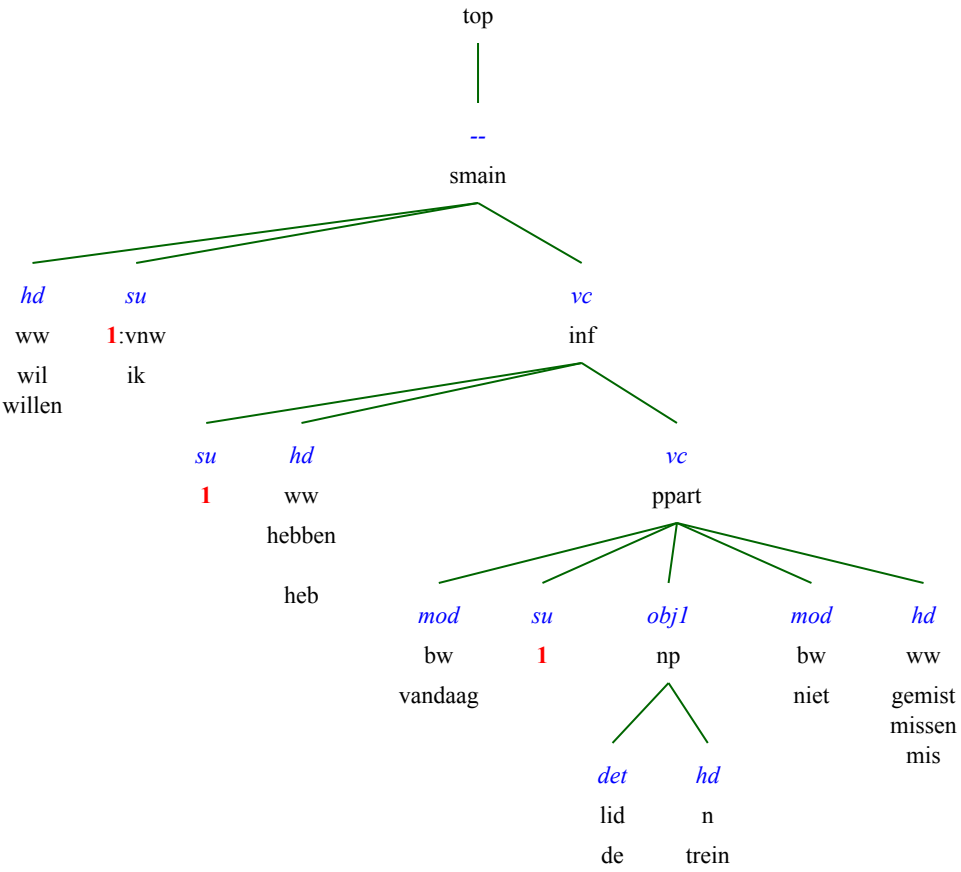 top
--
smain
hd su vc
ww 1:vnw inf
wil ik
willen
su hd vc
1 ww ppart
hebben
heb
mod su obj1 mod hd
bw 1 np bw ww
vandaag niet gemist
missen
mis
det hd
lid n
de trein